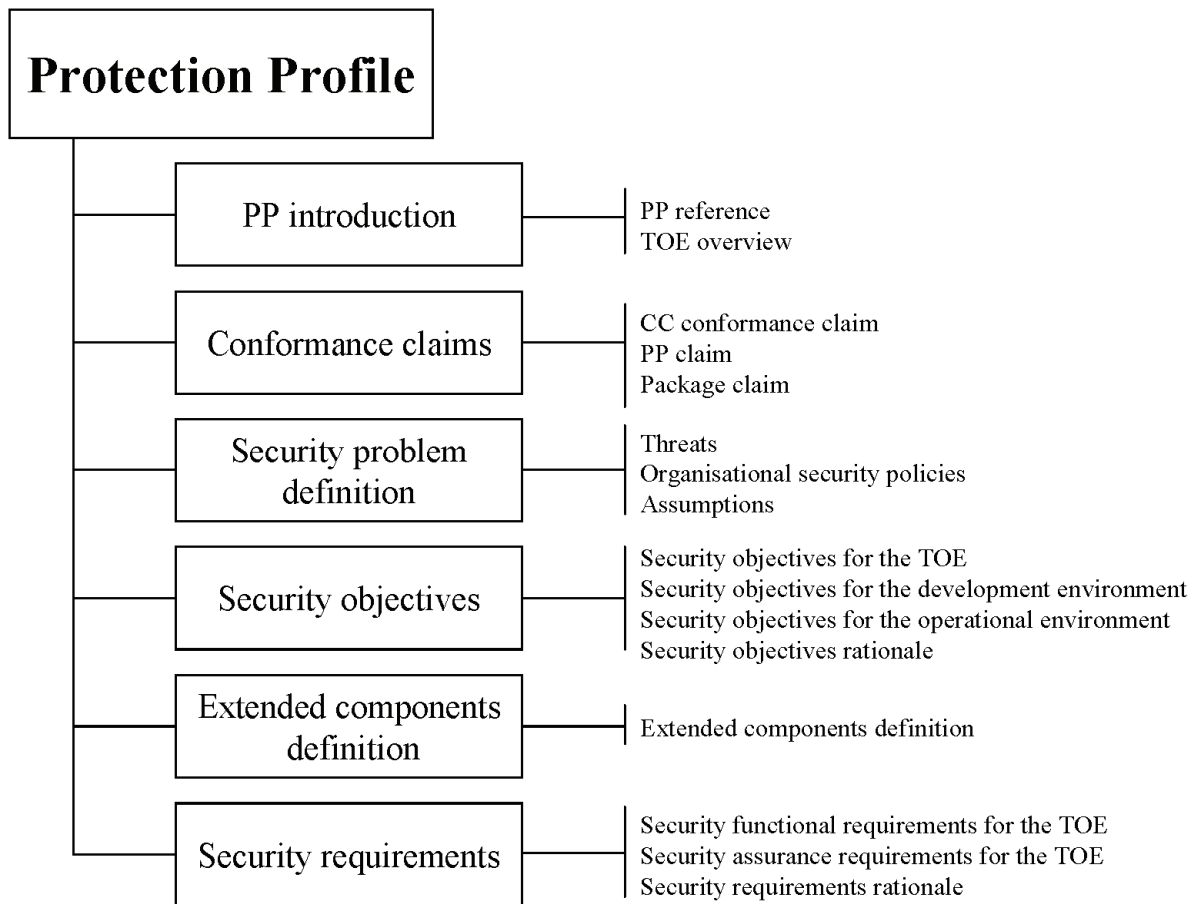 Protection Profile
PP introduction
PP reference
TOE overview
Conformance claims
CC conformance claim
PP claim
Package claim
Security problem
definition
Threats
Organisational security policies
Assumptions
Security objectives
Security objectives for the TOE
Security objectives for the development environment
Security objectives for the operational environment
Security objectives rationale
Extended components
definition
Extended components definition
Security requirements
Security functional requirements for the TOE
Security assurance requirements for the TOE
Security requirements rationale